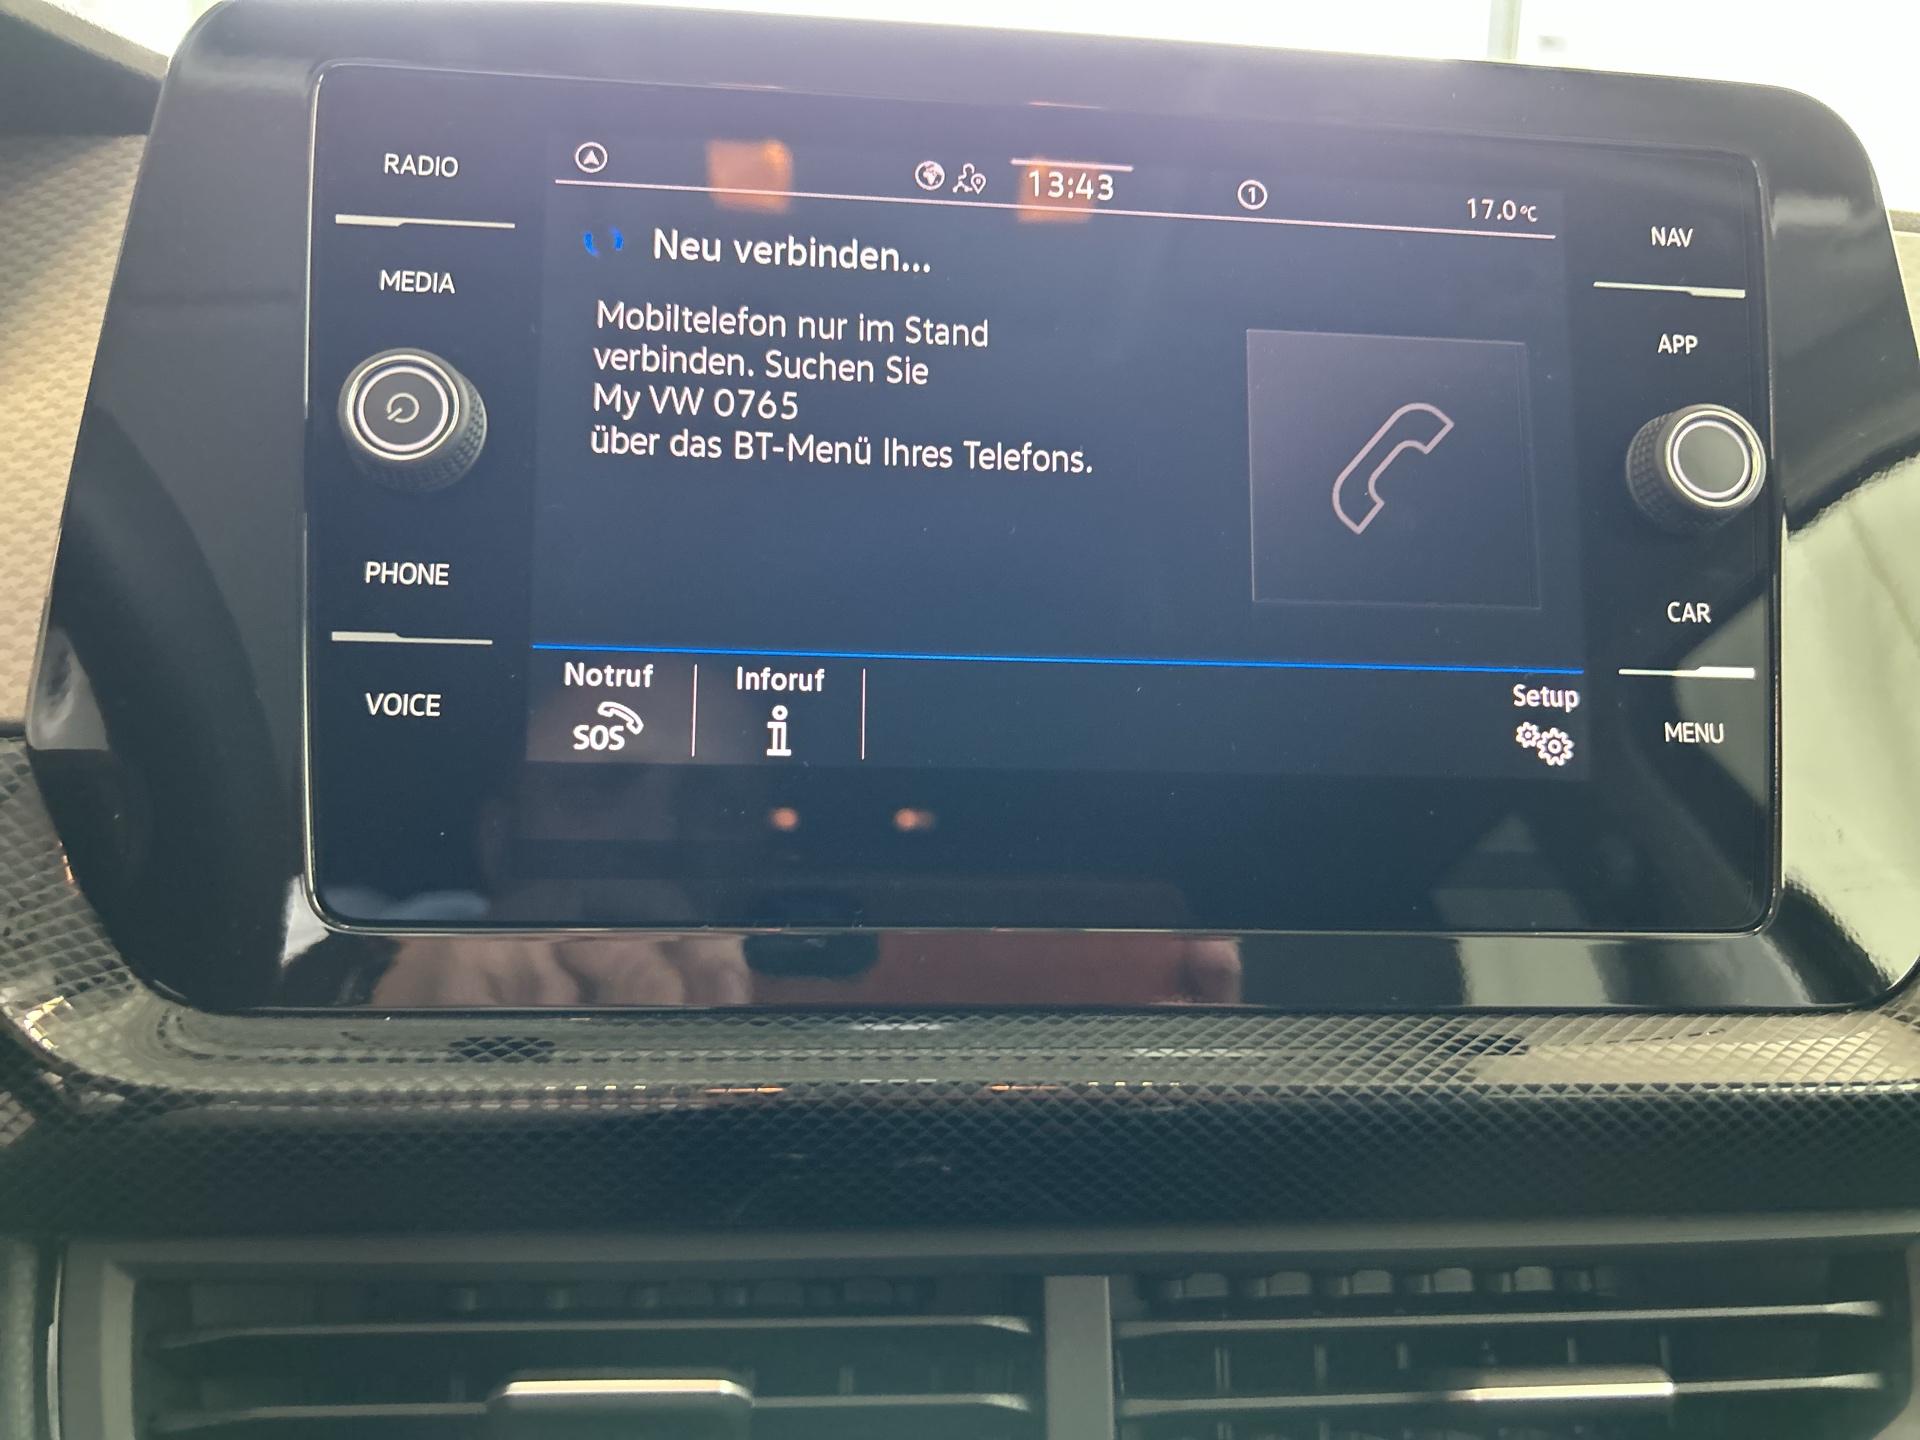 RADIO
MEDIA
PHONE
VOICE
13:43
1
17.0°C
Neu verbinden...
Mobiltelefon nur im Stand
verbinden. Suchen Sie
My VW 0765
über das BT-Menü Ihres Telefons.
Notruf
SOS
Inforuf
i
Setup
NAV
APP
CAR
MENU